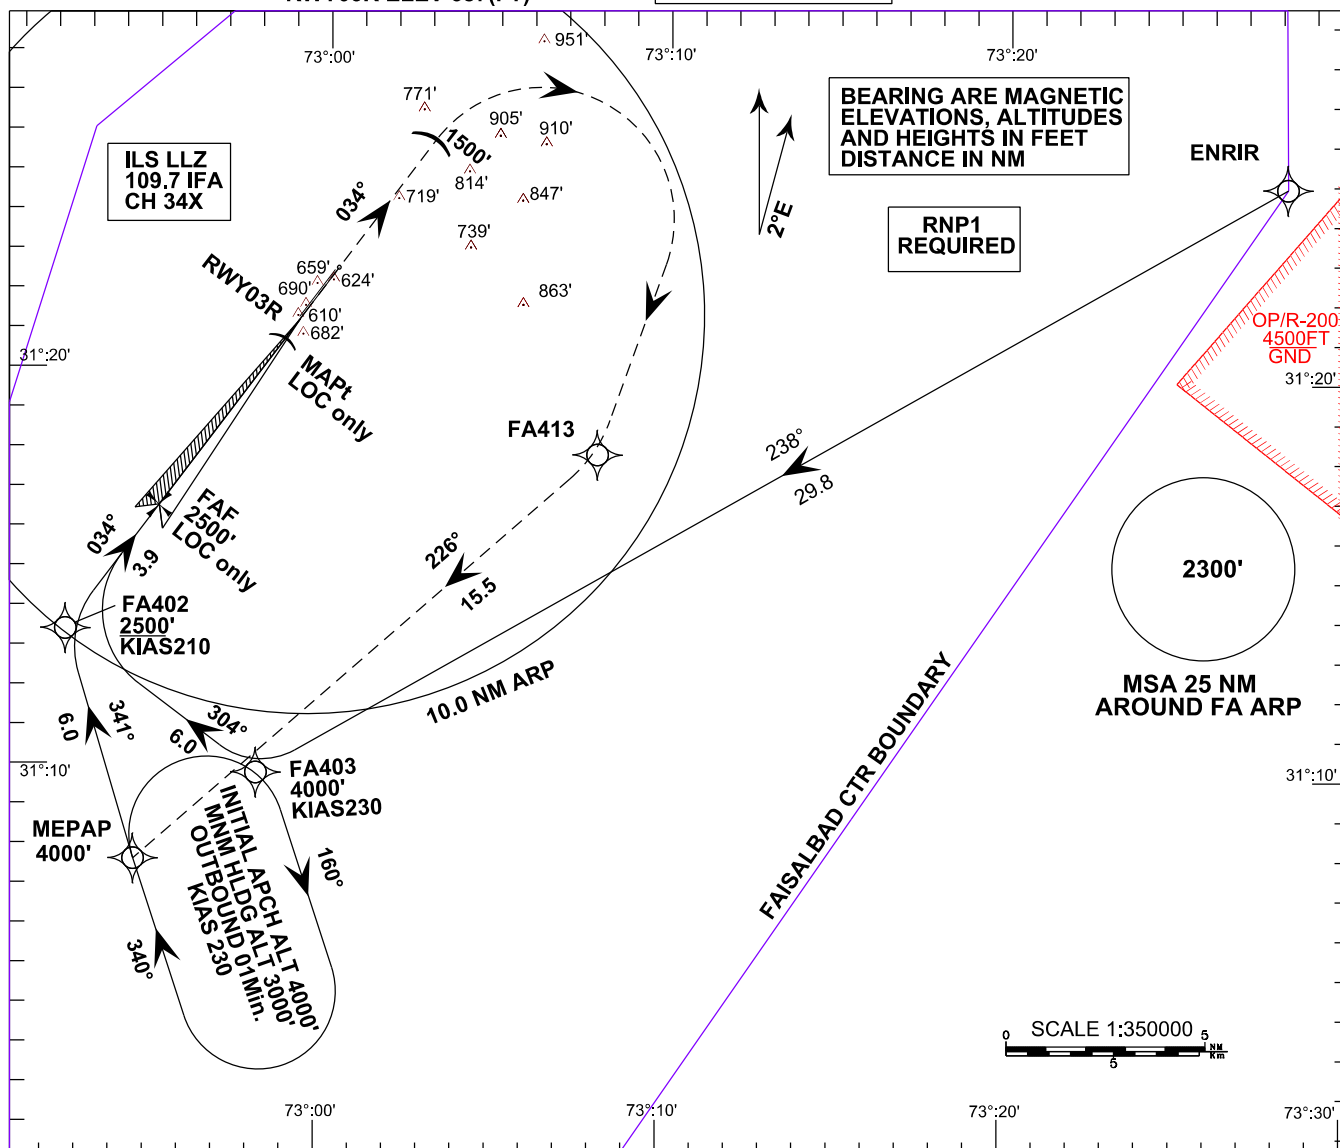 73°:00'
73°:10'
73°:20'
951'
771'
905'
910'
1500'
814'
847'
719'
739'
034°
ILS LLZ
109.7 IFA
CH 34X
BEARING ARE MAGNETIC
ELEVATIONS, ALTITUDES
AND HEIGHTS IN FEET
DISTANCE IN NM
2°E
RNP1
REQUIRED
ENRIR
RWY03R
659'
624'
690'
610'
682'
863'
31°:20'
MAPt
LOC only
OP/R-200
4500FT
GND
31°:20'
FA413
238°
29.8
FAF
2500'
LOC only
034°
3.9
226°
15.5
2300'
MSA 25 NM
AROUND FA ARP
FA402
2500'
KIAS210
10.0 NM ARP
341°
6.0
304°
6.0
FAISALBAD CTR BOUNDARY
31°:10'
FA403
4000'
KIAS230
31°:10'
MEPAP
4000'
INITIAL APCH ALT 4000'
MNM HLDG ALT 3000'
OUTBOUND 01Min.
KIAS 230
160°
340°
SCALE 1:350000
0
5
NM
Km
5
73°:00'
73°:10'
73°:20'
73°:30'